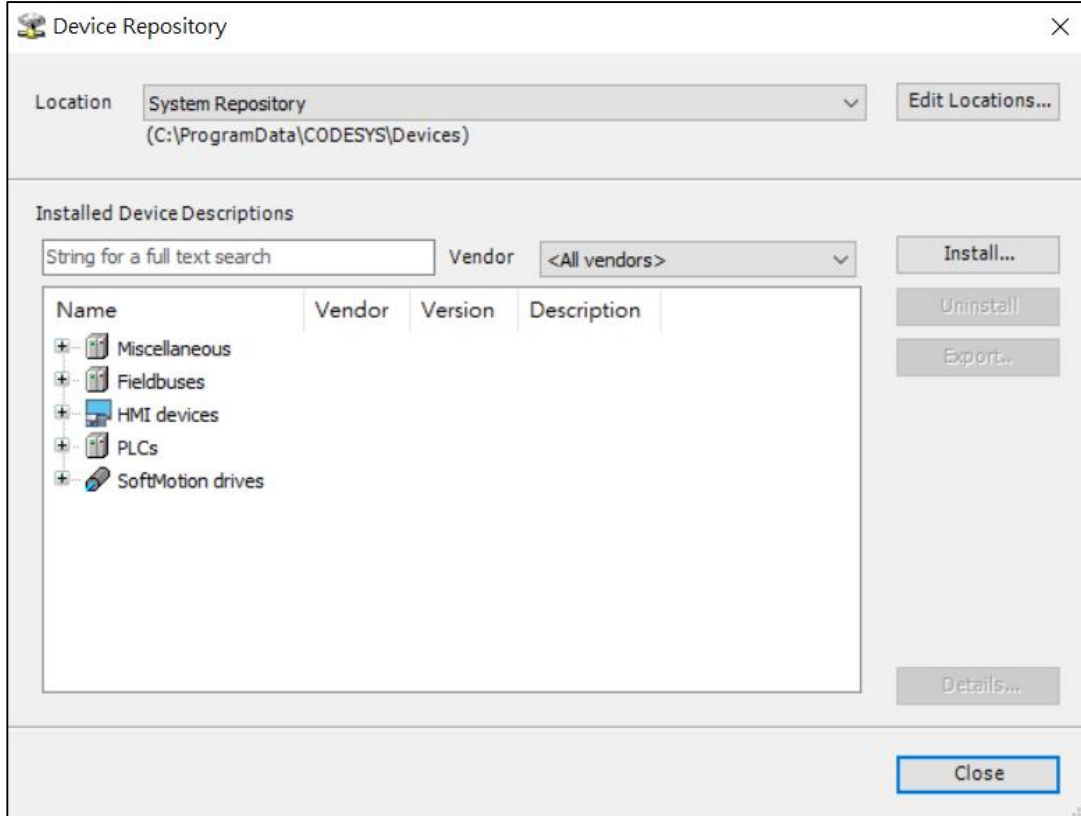 Device Repository
Location System Repository Edit Locations...
(C:\ProgramData\CODESYS\Devices)
Installed Device Descriptions
String for a full text search Vendor <All vendors> Install...
Name Vendor Version Description Uninstall
Miscellaneous Export..
Fieldbuses
HMI devices
PLCs
SoftMotion drives
Details...
Close